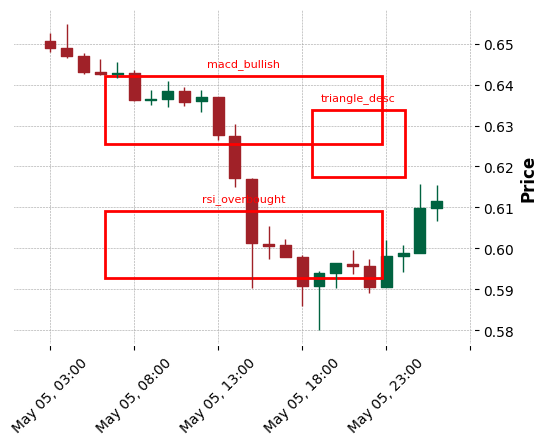 0.65
macd_bullish
0.64
triangle_desc
0.63
0.62
Price
rsi_overbought
0.61
0.60
0.59
0.58
May 05, 03:00
May 05, 08:00
May 05, 13:00
May 05, 18:00
May 05, 23:00